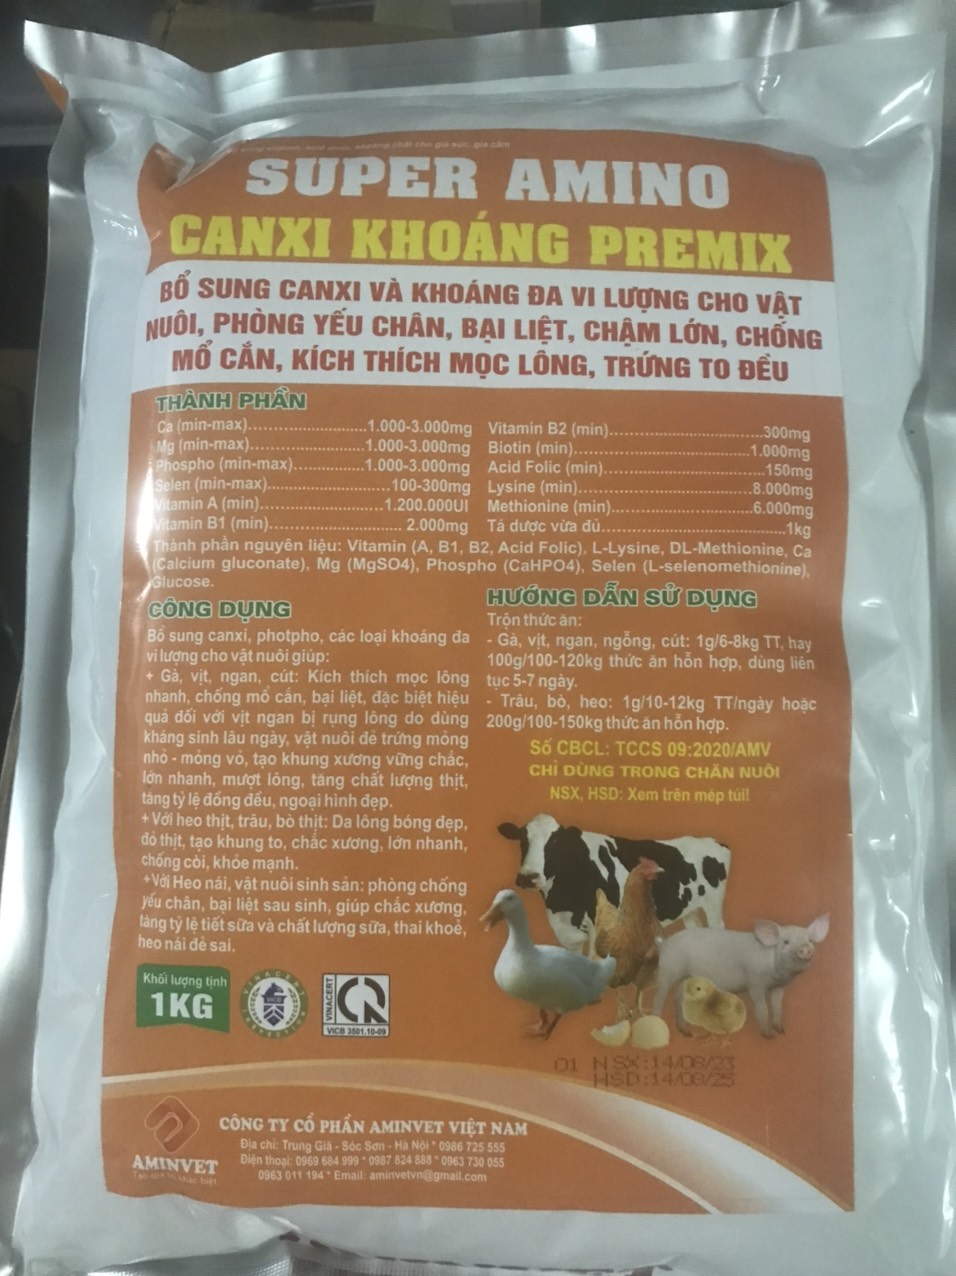 vitamin, acid amin, khoáng chất cho gia súc, gia cầm
SUPER AMINO
CANXI KHOÁNG PREMIX
BỔ SUNG CANXI VÀ KHOÁNG ĐA VI LƯỢNG CHO VẬT
NUÔI, PHÒNG YẾU CHÂN, BẠI LIỆT, CHẬM LỚN, CHỐNG
MỔ CẮN, KÍCH THÍCH MỌC LÔNG, TRỨNG TO ĐỀU
THÀNH PHẦN
Ca (min-max)........................1.000-3.000mg
Mg (min-max)........................1.000-3.000mg
Phospho (min-max)...............1.000-3.000mg
Selen (min-max)..........................100-300mg
Vitamin A (min).........................1.200.000UI
Vitamin B1 (min)........................... 2.000mg
Vitamin B2 (min)................................300mg
Biotin (min).....................................1.000mg
Acid Folic (min)..................................150mg
Lysine (min)....................................8.000mg
Methionine (min).............................6.000mg
Tá dược vừa đủ......................................1kg
Thành phần nguyên liệu: Vitamin (A, B1, B2, Acid Folic). L-Lysine, DL-Methionine, Ca
(Calcium gluconate), Mg (MgSO4), Phospho (CaHPO4), Selen (L-selenomethionine),
Glucose.
CÔNG DỤNG
Bổ sung canxi, photpho, các loại khoáng đa
vi lượng cho vật nuôi giúp:
+ Gà, vịt, ngan, cút: Kích thích mọc lông
nhanh, chống mổ cắn, bại liệt, đặc biệt hiệu
quả đối với vịt ngan bị rụng lông do dùng
kháng sinh lâu ngày, vật nuôi đẻ trứng mỏng
nhỏ - mỏng vỏ, tạo khung xương vững chắc,
lớn nhanh, mượt lông, tăng chất lượng thịt,
tăng tỷ lệ đồng đều, ngoại hình đẹp.
+ Với heo thịt, trâu, bò thịt: Da lông bóng đẹp,
đỏ thịt, tạo khung to, chắc xương, lớn nhanh,
chống còi, khỏe mạnh.
+Với Heo nái, vật nuôi sinh sản: phòng chống
yếu chân, bại liệt sau sinh, giúp chắc xương,
tăng tỷ lệ tiết sữa và chất lượng sữa, thai khoẻ,
heo nái đẻ sai.
HƯỚNG DẪN SỬ DỤNG
Trộn thức ăn:
- Gà, vịt, ngan, ngỗng, cút: 1g/6-8kg TT, hay
100g/100-120kg thức ăn hỗn hợp, dùng liên
tục 5-7 ngày.
- Trâu, bò, heo: 1g/10-12kg TT/ngày hoặc
200g/100-150kg thức ăn hỗn hợp.
Số CBCL: TCCS 09:2020/AMV
CHỈ DÙNG TRONG CHĂN NUÔI
NSX, HSD: Xem trên mép túi!
Khối lượng tịnh
1KG
VICB
VINACERT
VICB 3501.10-09
01 NSX:14/08/23
HSD:14/08/25
AMINVET
CÔNG TY CỔ PHẦN AMINVET VIỆT NAM
Địa chỉ: Trung Giã - Sóc Sơn - Hà Nội * 0986 725 555
Điện thoại: 0969 684 999 * 0987 824 888 * 0963 730 055
0963 011 194 * Email: aminvetvn@gmail.com